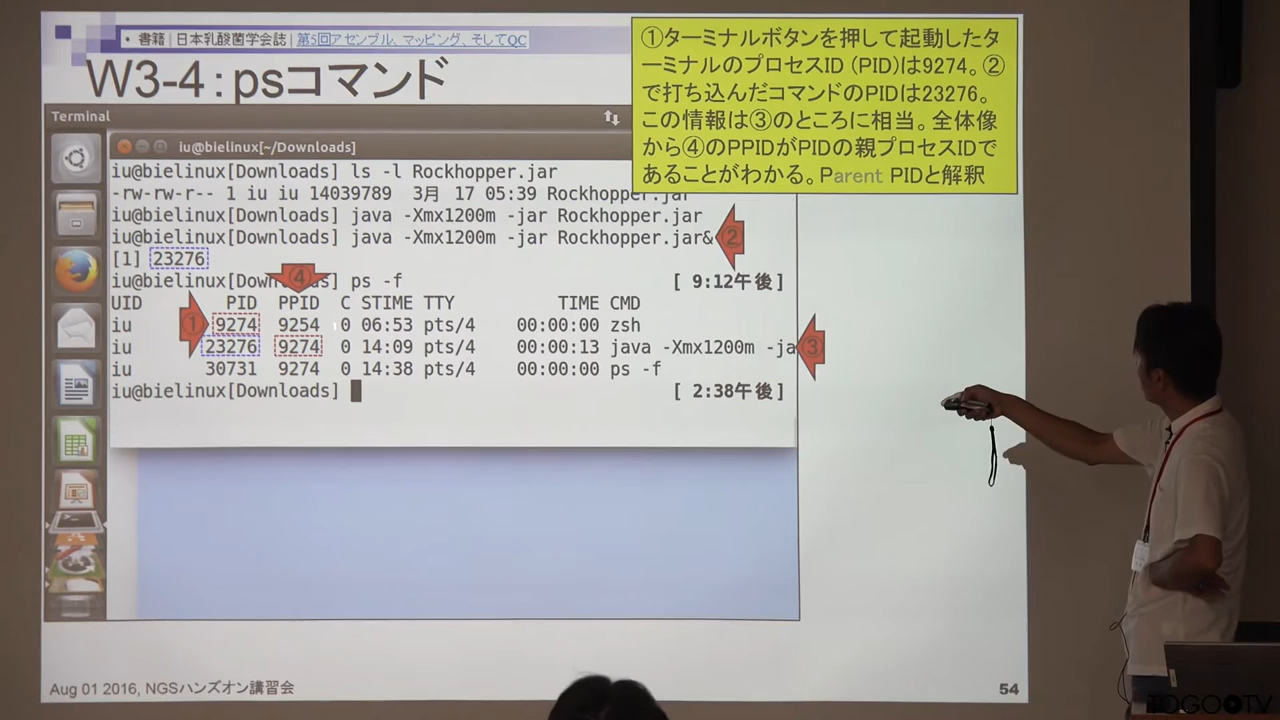 • 書籍 | 日本乳酸菌学会誌 | 第5回アセンブル、マッピング、そしてQC
W3-4：psコマンド
①ターミナルボタンを押して起動したタ
ーミナルのプロセスID (PID)は9274。②
で打ち込んだコマンドのPIDは23276。
この情報は③のところに相当。全体像
から④のPPIDがPIDの親プロセスIDで
あることがわかる。Parent PIDと解釈
Terminal
iu@bielinux[~/Downloads]
iu@bielinux[Downloads] ls -l Rockhopper.jar
-rw-rw-r-- 1 iu iu 14039789 3月 17 05:39 Rockhopper.jar
iu@bielinux[Downloads] java -Xmx1200m -jar Rockhopper.jar
iu@bielinux[Downloads] java -Xmx1200m -jar Rockhopper.jar& ②
[1] 23276
④
iu@bielinux[Downloads] ps -f [ 9:12午後]
UID PID PPID C STIME TTY TIME CMD
iu ① 9274 9254 0 06:53 pts/4 00:00:00 zsh
iu 23276 9274 0 14:09 pts/4 00:00:13 java -Xmx1200m -ja ③
iu 30731 9274 0 14:38 pts/4 00:00:00 ps -f
iu@bielinux[Downloads] [ 2:38午後]
Aug 01 2016, NGSハンズオン講習会
54
TOGOTV